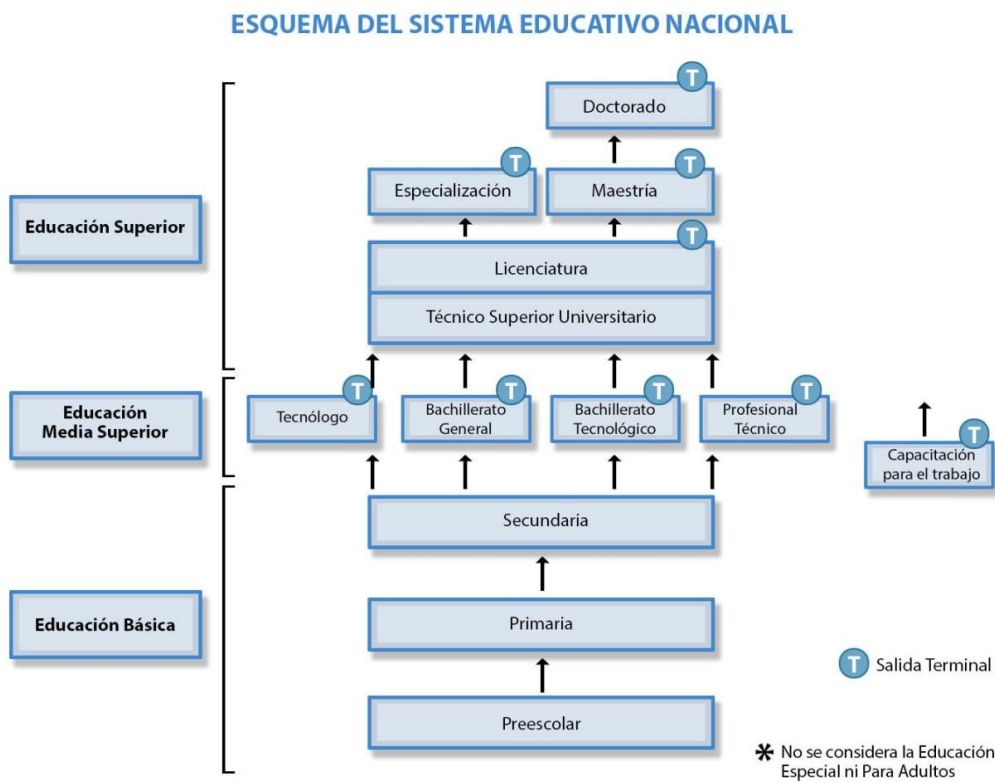 ESQUEMA DEL SISTEMA EDUCATIVO NACIONAL
T
Doctorado
T
T
Especialización
Maestría
T
Educación Superior
Licenciatura
Técnico Superior Universitario
T
T
T
T
Educación
Media Superior
Tecnólogo
Bachillerato
General
Bachillerato
Tecnológico
Profesional
Técnico
T
Capacitación
para el trabajo
Secundaria
Educación Básica
Primaria
T Salida Terminal
Preescolar
* No se considera la Educación
Especial ni Para Adultos